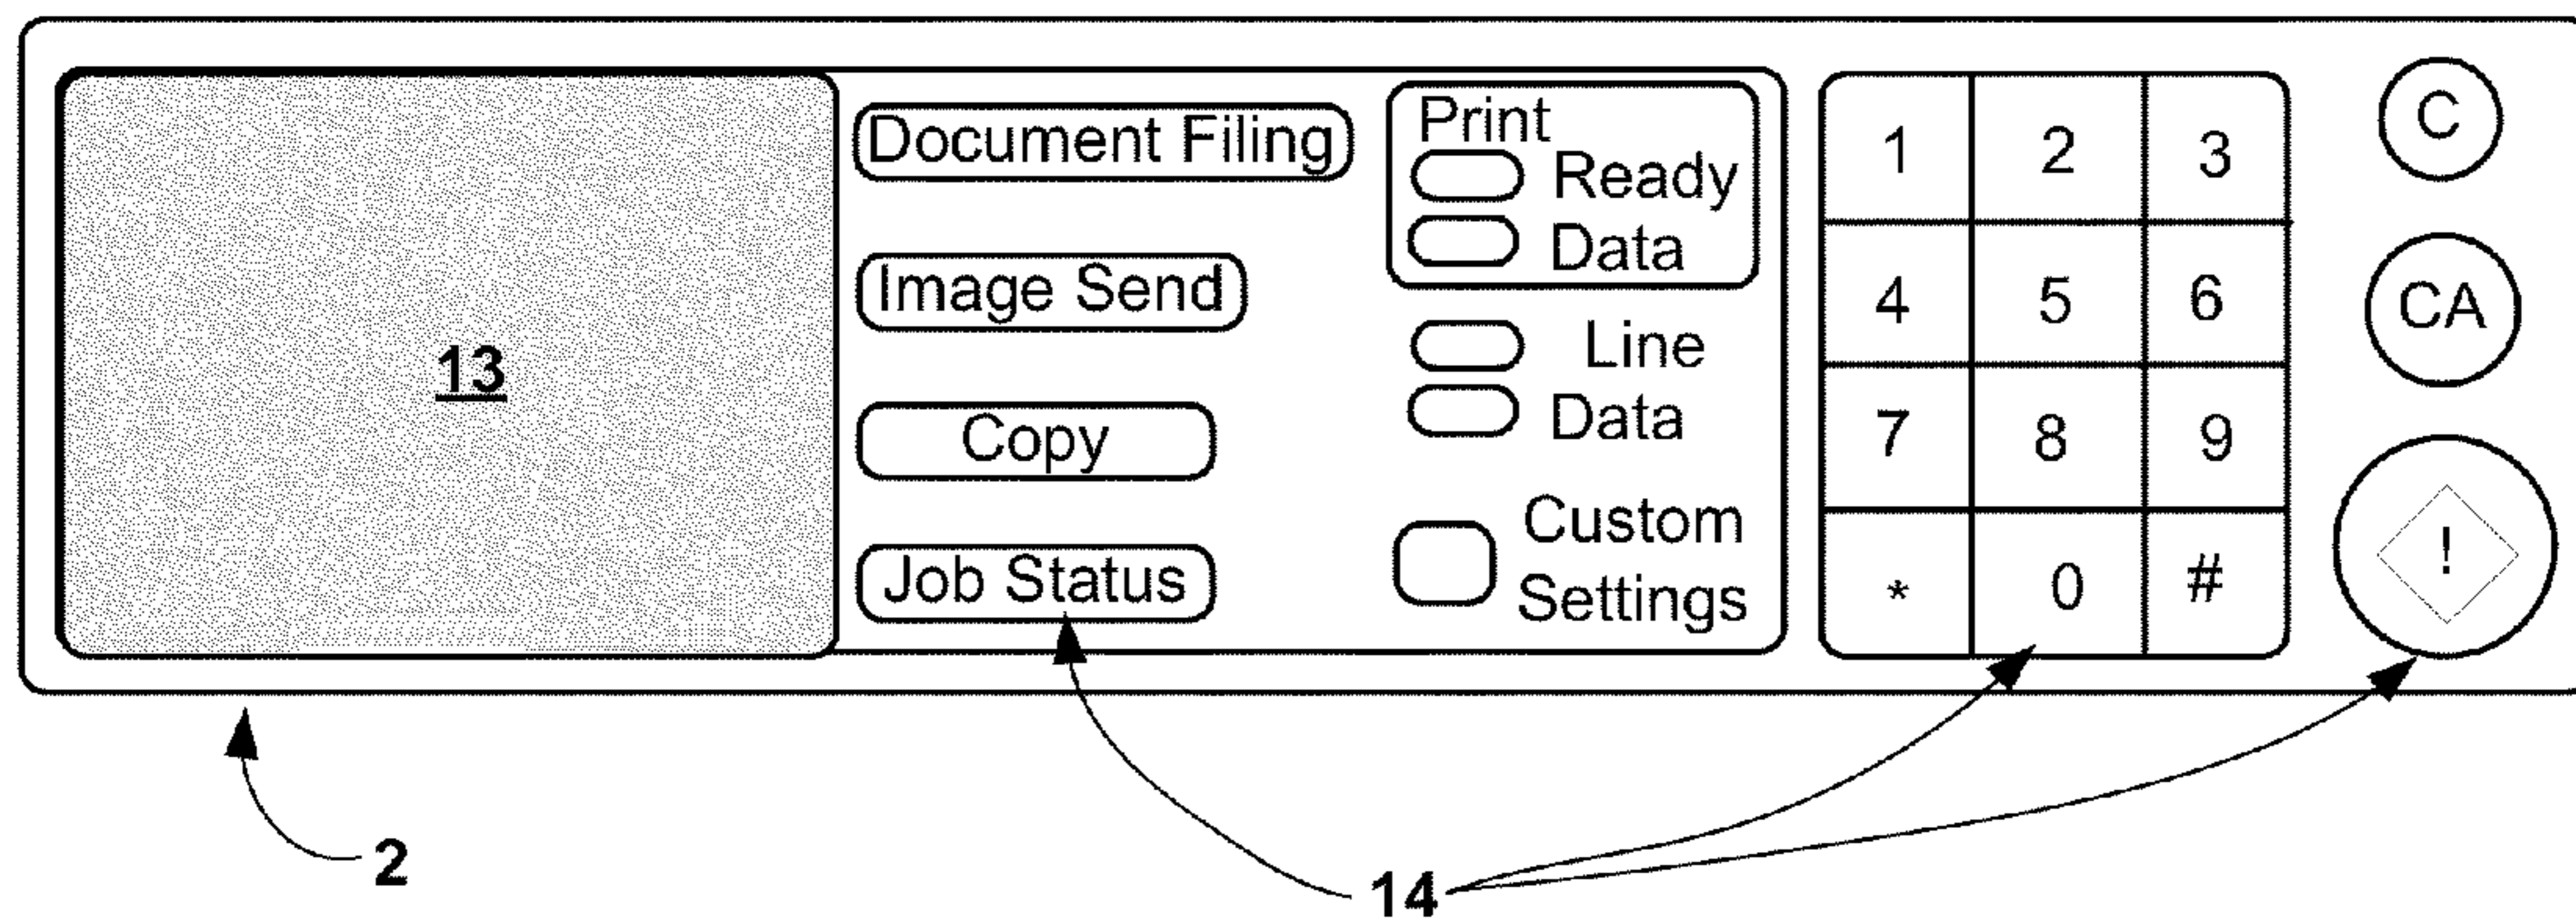 13
Document Filing
Image Send
Copy
Job Status
Print
Ready
Data
Line
Data
Custom
Settings
1 2 3
4 5 6
7 8 9
* 0 #
C
CA
!
2
14